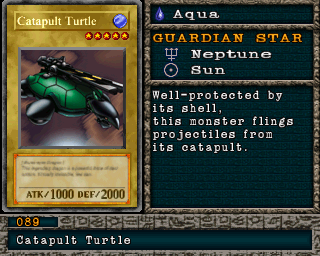 Catapult Turtle
ATK/1000 DEF/2000
Aqua
GUARDIAN STAR
Neptune
Sun
Well-protected by
its shell,
this monster flings
projectiles from
its catapult.
089
Catapult Turtle